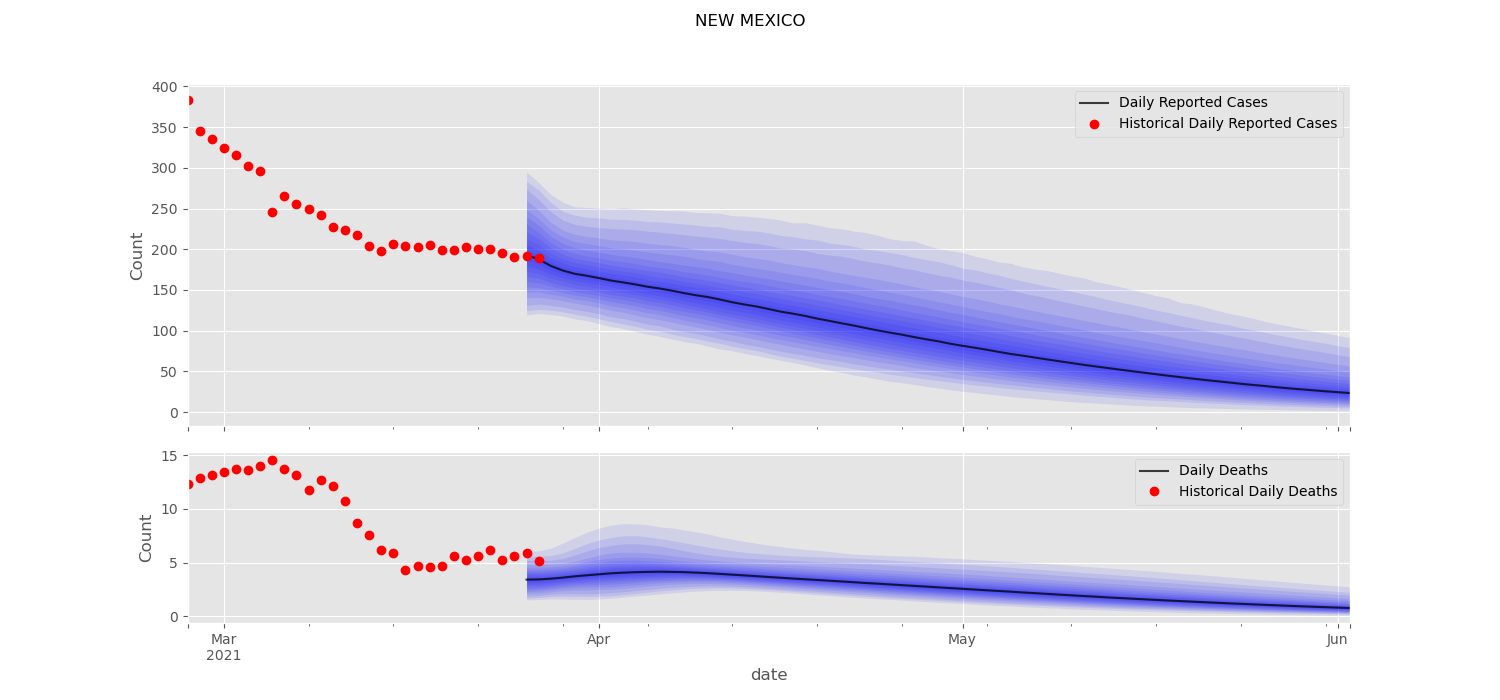 NEW MEXICO
400
350
300
250
200
150
100
50
0
Count
Daily Reported Cases
Historical Daily Reported Cases
15
10
5
0
Count
Daily Deaths
Historical Daily Deaths
Mar
2021
Apr
May
Jun
date